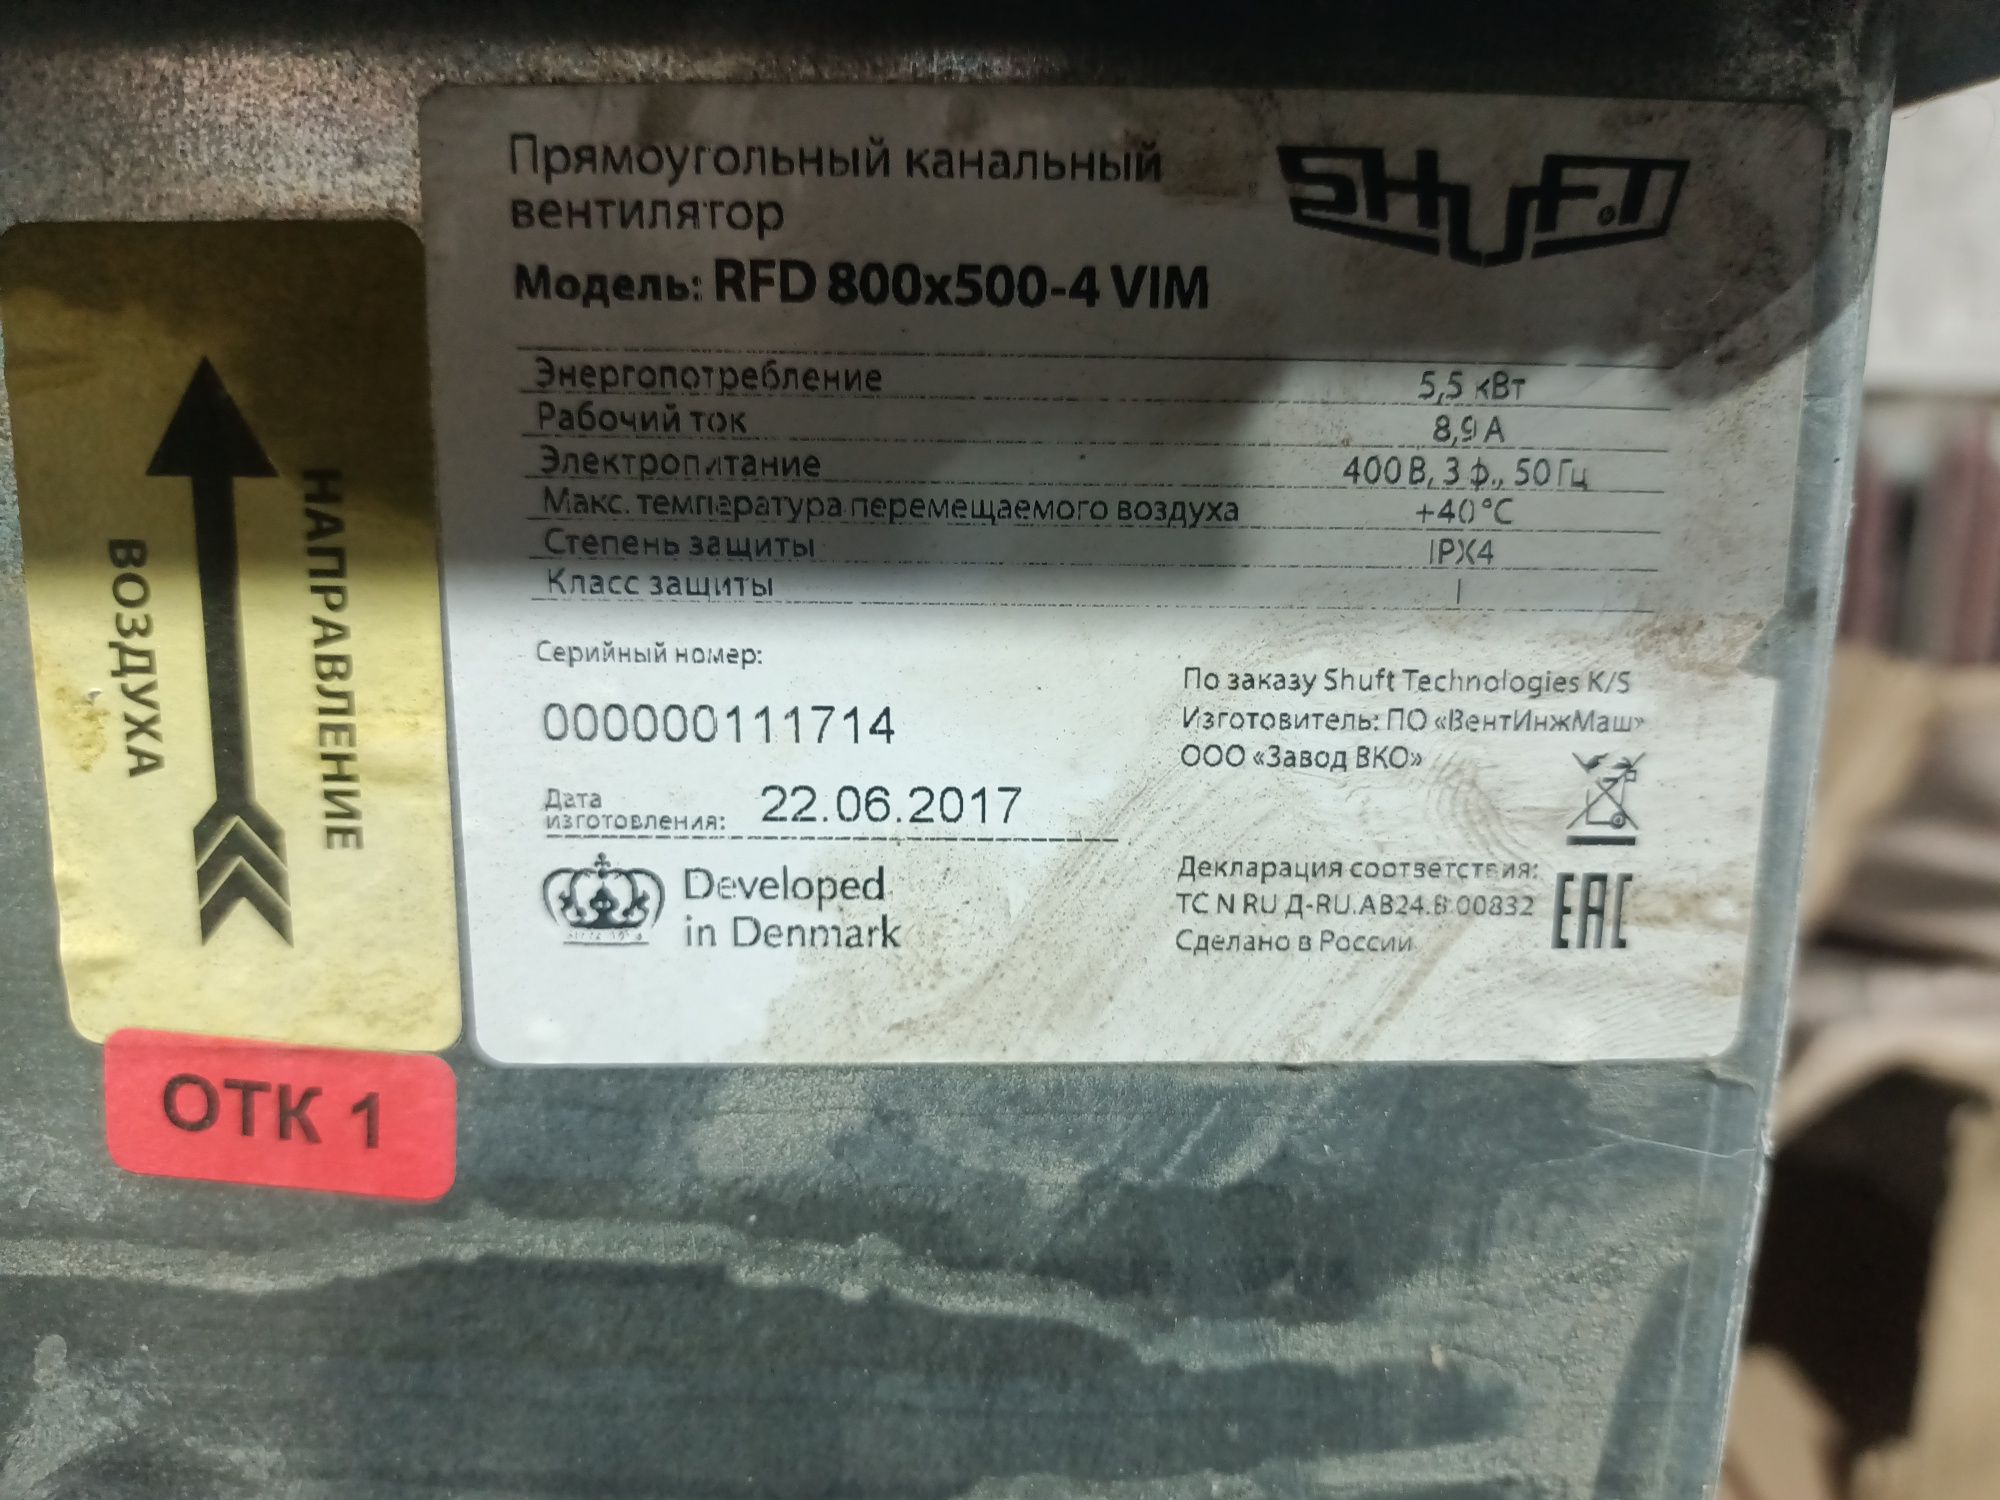 Прямоугольный канальный
вентилятор
SHUFT
Модель: RFD 800x500-4 VIM
Энергопотребление 5,5 кВт
Рабочий ток 8,9 А
Электропитание 400 В, 3 ф., 50 Гц
Макс. температура перемещаемого воздуха +40 °C
Степень защиты IPX4
Класс защиты I
Серийный номер:
000000111714
Дата
изготовления: 22.06.2017
Developed
in Denmark
По заказу Shuft Technologies K/S
Изготовитель: ПО «ВентИнжМаш»
ООО «Завод ВКО»
Декларация соответствия:
ТС N RU Д-RU.АВ24.В.00832
Сделано в России
EAC
НАПРАВЛЕНИЕ
ВОЗДУХА
ОТК 1